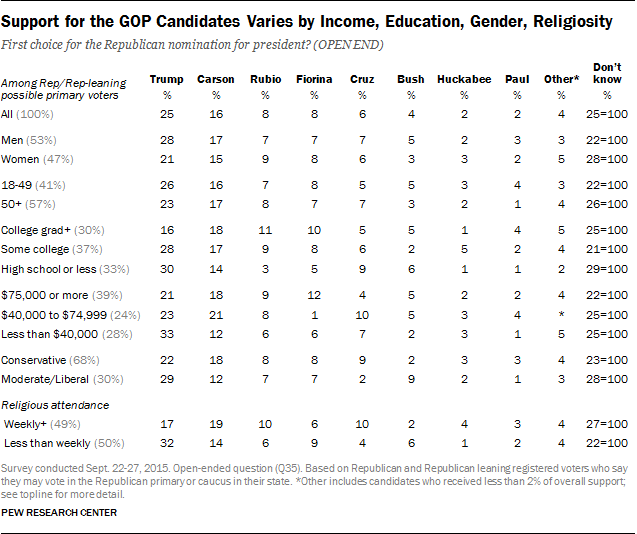 Support for the GOP Candidates Varies by Income, Education, Gender, Religiosity
First choice for the Republican nomination for president? (OPEN END)
Among Rep/Rep-leaning possible primary voters Trump Carson Rubio Fiorina Cruz Bush Huckabee Paul Other* Don't know
% % % % % % % % % %
All (100%) 25 16 8 8 6 4 2 2 4 25=100
Men (53%) 28 17 7 7 7 5 2 3 3 22=100
Women (47%) 21 15 9 8 6 3 3 2 5 28=100
18-49 (41%) 26 16 7 8 5 5 3 4 3 22=100
50+ (57%) 23 17 8 7 7 3 2 1 4 26=100
College grad+ (30%) 16 18 11 10 5 5 1 4 5 25=100
Some college (37%) 28 17 9 8 6 2 5 2 4 21=100
High school or less (33%) 30 14 3 5 9 6 1 1 2 29=100
$75,000 or more (39%) 21 18 9 12 4 5 2 2 4 22=100
$40,000 to $74,999 (24%) 23 21 8 1 10 5 3 4 * 25=100
Less than $40,000 (28%) 33 12 6 6 7 2 3 1 5 25=100
Conservative (68%) 22 18 8 8 9 2 3 3 4 23=100
Moderate/Liberal (30%) 29 12 7 7 2 9 2 1 3 28=100
Religious attendance
Weekly+ (49%) 17 19 10 6 10 2 4 3 4 27=100
Less than weekly (50%) 32 14 6 9 4 6 1 2 4 22=100
Survey conducted Sept. 22-27, 2015. Open-ended question (Q35). Based on Republican and Republican leaning registered voters who say
they may vote in the Republican primary or caucus in their state. *Other includes candidates who received less than 2% of overall support;
see topline for more detail.
PEW RESEARCH CENTER